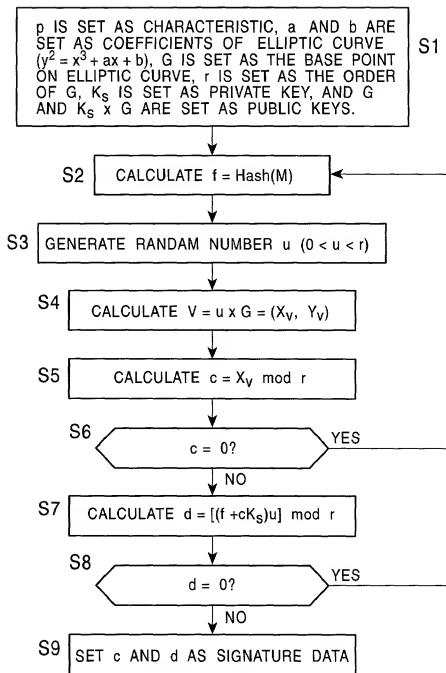 p IS SET AS CHARACTERISTIC, a AND b ARE
SET AS COEFFICIENTS OF ELLIPTIC CURVE
(y² = x³ + ax + b), G IS SET AS THE BASE POINT
ON ELLIPTIC CURVE, r IS SET AS THE ORDER
OF G, Kₛ IS SET AS PRIVATE KEY, AND G
AND Kₛ x G ARE SET AS PUBLIC KEYS.
S1
S2
CALCULATE f = Hash(M)
S3
GENERATE RANDAM NUMBER u (0 < u < r)
S4
CALCULATE V = u x G = (Xᵥ, Yᵥ)
S5
CALCULATE c = Xᵥ mod r
S6
c = 0?
YES
NO
S7
CALCULATE d = [(f +cKₛ)u] mod r
S8
d = 0?
YES
NO
S9
SET c AND d AS SIGNATURE DATA